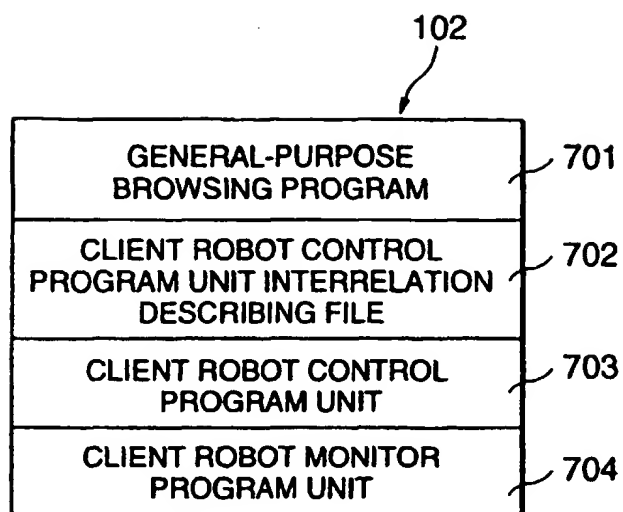 102
GENERAL-PURPOSE
BROWSING PROGRAM
701
CLIENT ROBOT CONTROL
PROGRAM UNIT INTERRELATION
DESCRIBING FILE
702
CLIENT ROBOT CONTROL
PROGRAM UNIT
703
CLIENT ROBOT MONITOR
PROGRAM UNIT
704